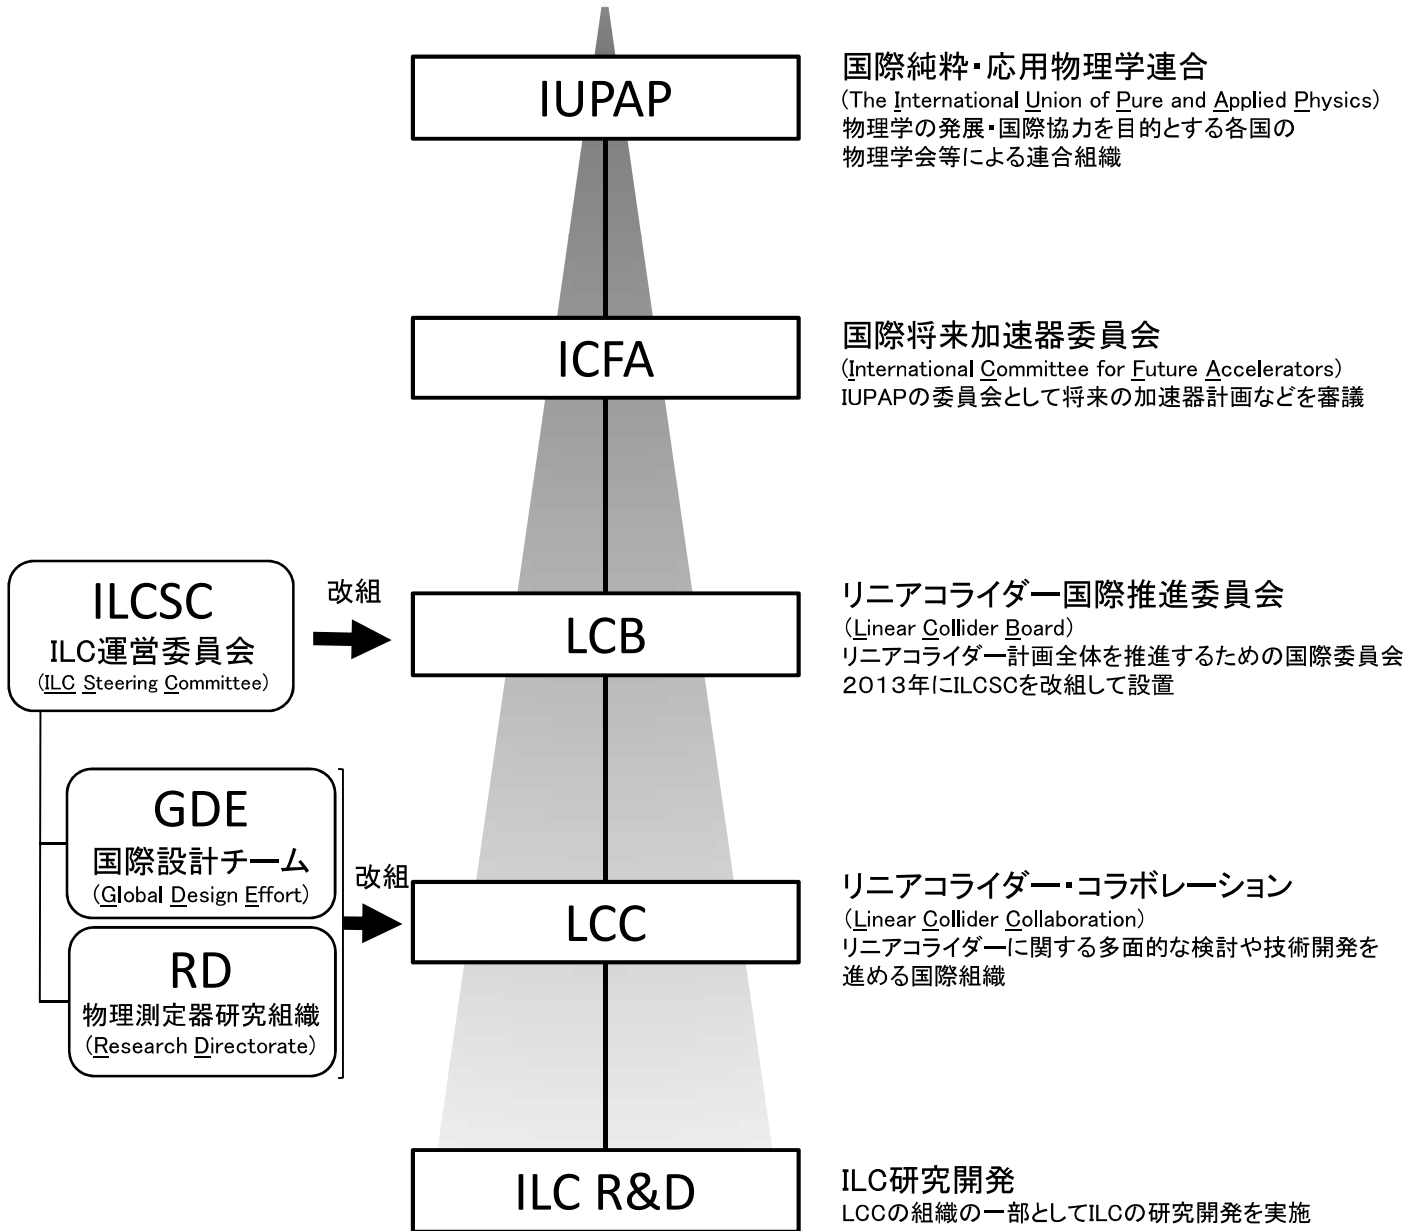 IUPAP
国際純粋・応用物理学連合
(The International Union of Pure and Applied Physics)
物理学の発展・国際協力を目的とする各国の
物理学会等による連合組織
ICFA
国際将来加速器委員会
(International Committee for Future Accelerators)
IUPAPの委員会として将来の加速器計画などを審議
ILCSC
ILC運営委員会
(ILC Steering Committee)
改組
LCB
リニアコライダー国際推進委員会
(Linear Collider Board)
リニアコライダー計画全体を推進するための国際委員会
2013年にILCSCを改組して設置
GDE
国際設計チーム
(Global Design Effort)
RD
物理測定器研究組織
(Research Directorate)
改組
LCC
リニアコライダー・コラボレーション
(Linear Collider Collaboration)
リニアコライダーに関する多面的な検討や技術開発を
進める国際組織
ILC R&D
ILC研究開発
LCCの組織の一部としてILCの研究開発を実施